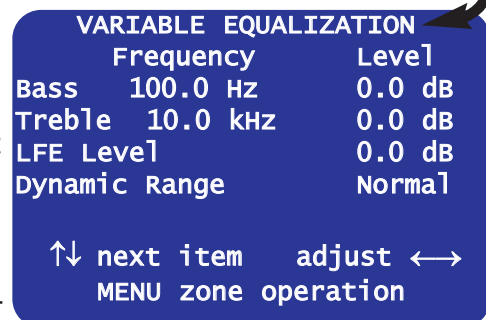 VARIABLE EQUALIZATION
Frequency Level
Bass 100.0 Hz 0.0 dB
Treble 10.0 kHz 0.0 dB
LFE Level 0.0 dB
Dynamic Range Normal
↑↓ next item adjust ←→
MENU zone operation